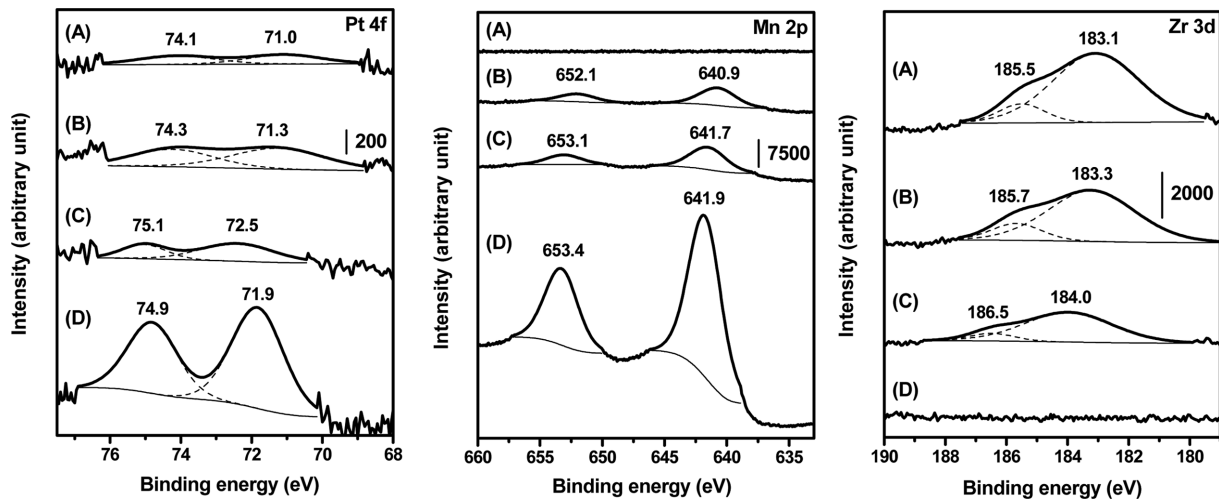 Pt 4f
(A)
74.1
71.0
(B)
74.3
71.3
200
(C)
75.1
72.5
(D)
74.9
71.9
Intensity (arbitrary unit)
76 74 72 70 68
Binding energy (eV)
Mn 2p
(A)
(B)
652.1
640.9
(C)
653.1
641.7
7500
(D)
653.4
641.9
Intensity (arbitrary unit)
660 655 650 645 640 635
Binding energy (eV)
Zr 3d
(A)
185.5
183.1
(B)
185.7
183.3
2000
(C)
186.5
184.0
(D)
Intensity (arbitrary unit)
190 188 186 184 182 180
Binding energy (eV)